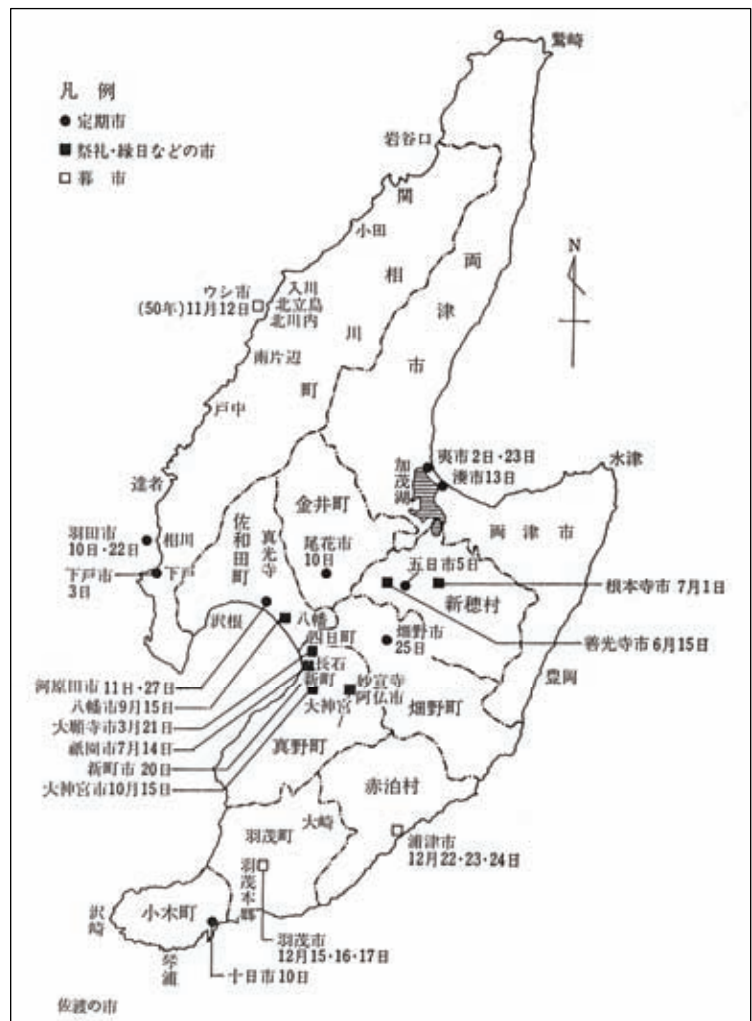 鷲崎
凡 例
● 定期市
■ 祭礼・縁日などの市
□ 暮 市
岩谷口
関
小田
相
川
町
両
津
市
N
ウシ市
(50年)11月12日
入川
北立島
北川内
南片辺
戸中
達者
加茂湖
夷市2日・23日
湊市13日
水津
両津市
金井町
佐和田町
真光寺
尾花市
10日
羽田市
10日・22日
相川
下戸市
3日
下戸
五日市5日
新穂村
根本寺市 7月1日
善光寺市6月15日
沢根
八幡
四日町
畑野市
25日
長石
新町
大神宮
妙宣寺
阿仏市
豊岡
畑野町
河原田市11日・27日
八幡市9月15日
大願寺市3月21日
祇園市7月14日
新町市 20日
大神宮市10月15日
真野町
赤泊村
大崎
羽茂町
羽茂本郷
浦津市
12月22・23・24日
沢崎
小木町
琴浦
羽茂市
12月15・16・17日
十日市10日
佐渡の市